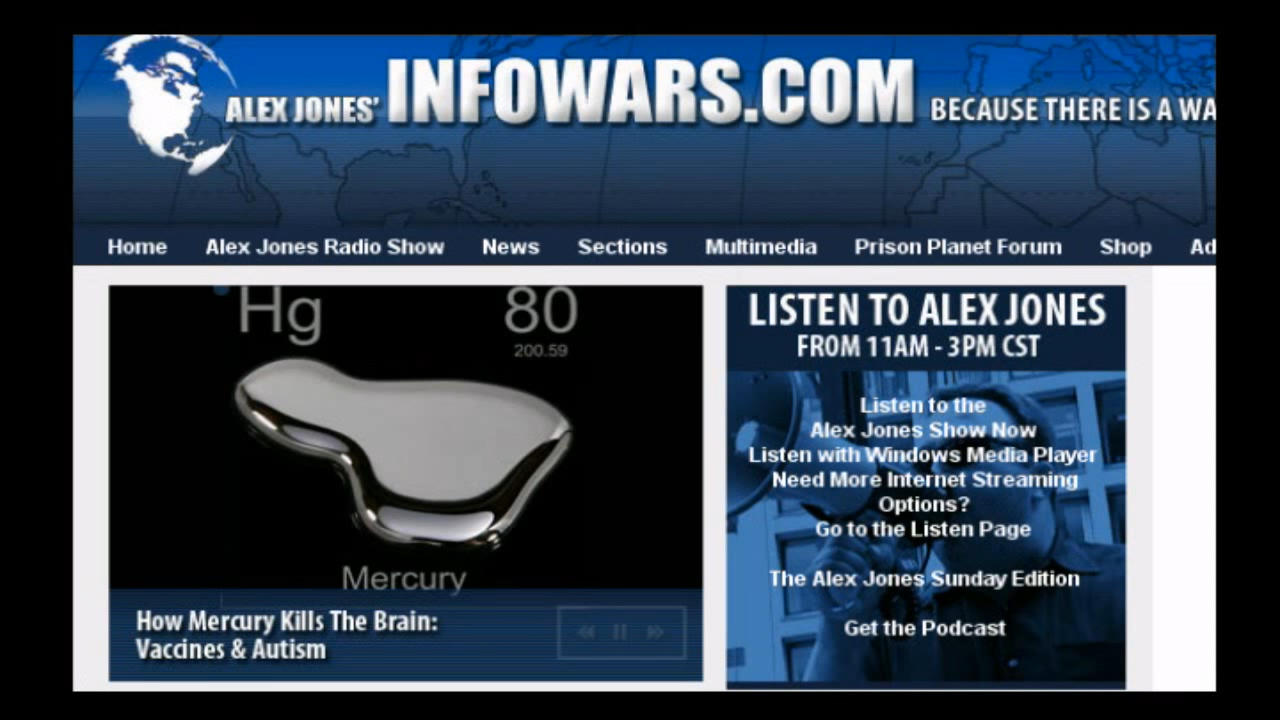 ALEX JONES' INFOWARS.COM BECAUSE THERE IS A WA
Home Alex Jones Radio Show News Sections Multimedia Prison Planet Forum Shop Ad
Hg 80
200.59
Mercury
How Mercury Kills The Brain:
Vaccines & Autism
LISTEN TO ALEX JONES
FROM 11AM - 3PM CST
Listen to the
Alex Jones Show Now
Listen with Windows Media Player
Need More Internet Streaming
Options?
Go to the Listen Page
The Alex Jones Sunday Edition
Get the Podcast